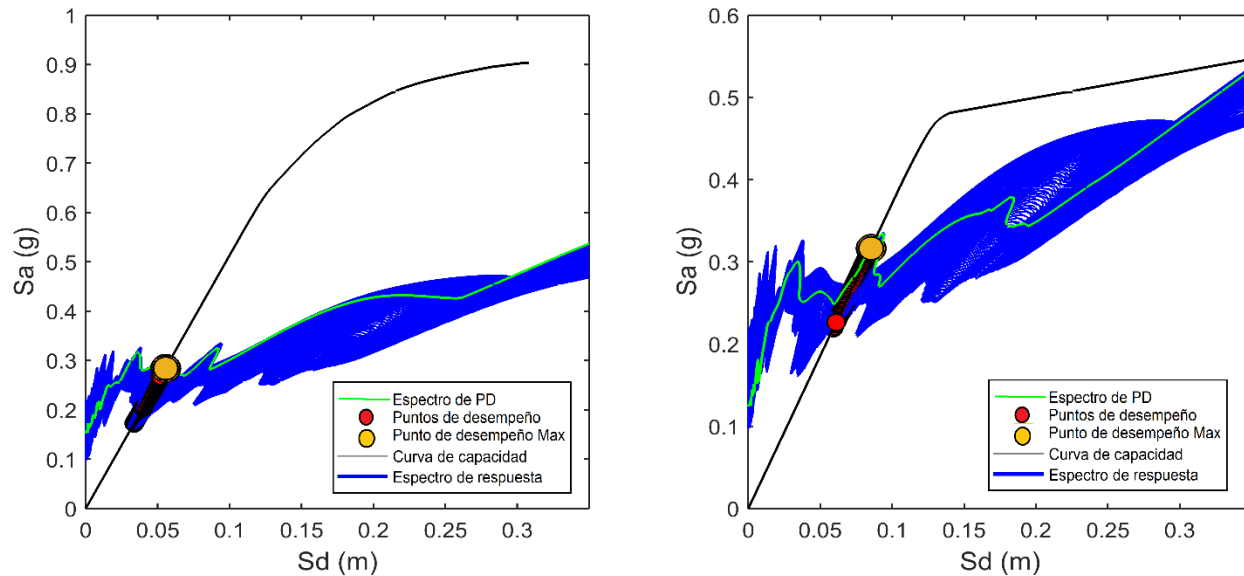 1
0.9
0.8
0.7
0.6
0.5
0.4
0.3
0.2
0.1
0
Sa (g)
0
0.05
0.1
0.15
0.2
0.25
0.3
Sd (m)
Espectro de PD
Puntos de desempeño
Punto de desempeño Max
Curva de capacidad
Espectro de respuesta
0.6
0.5
0.4
0.3
0.2
0.1
0
Sa (g)
0
0.05
0.1
0.15
0.2
0.25
0.3
Sd (m)
Espectro de PD
Puntos de desempeño
Punto de desempeño Max
Curva de capacidad
Espectro de respuesta